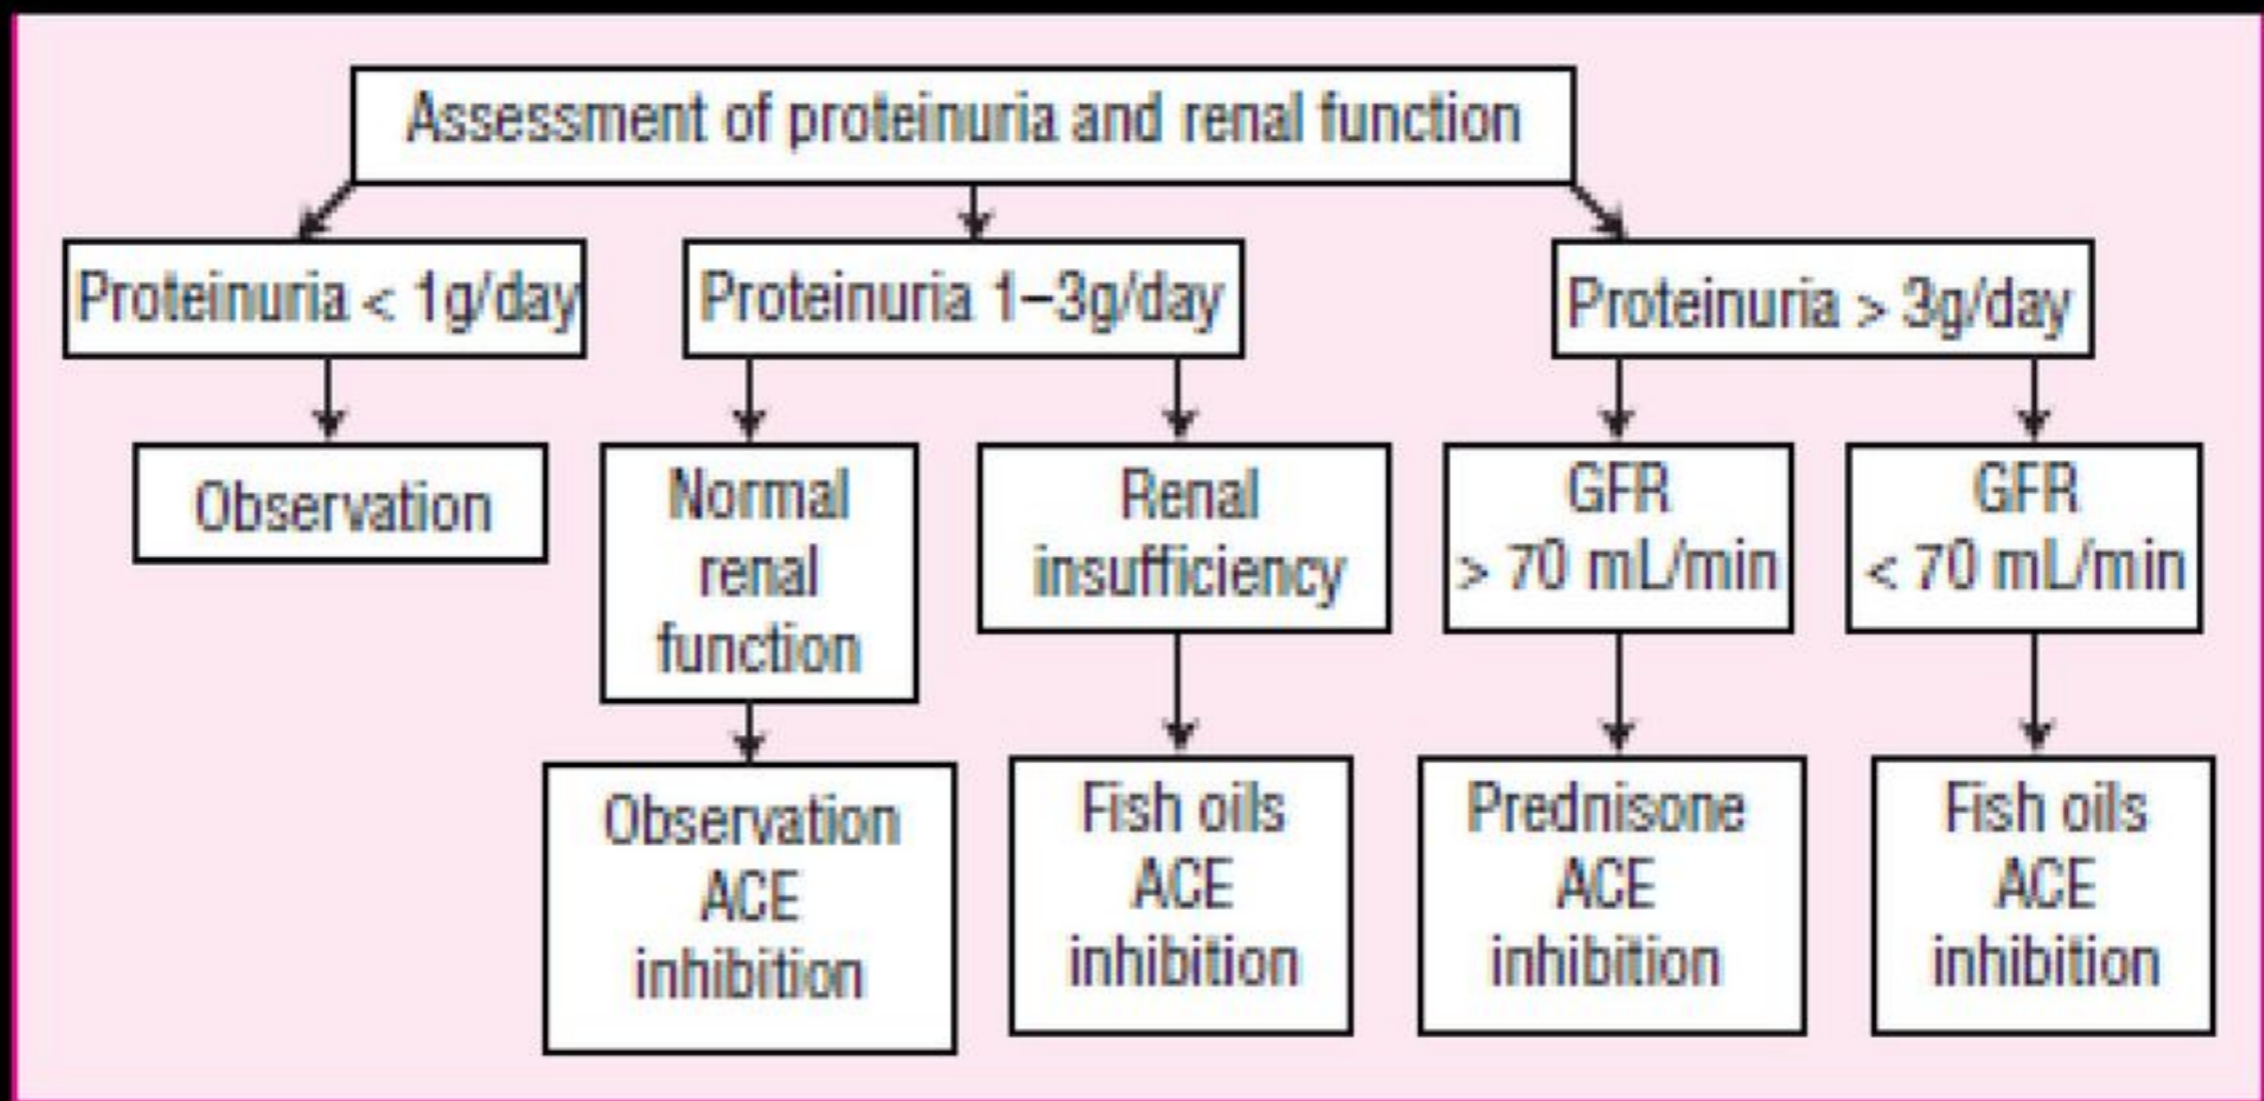 Assessment of proteinuria and renal function
Proteinuria < 1g/day
Proteinuria 1–3g/day
Proteinuria > 3g/day
Observation
Normal
renal
function
Renal
insufficiency
GFR
> 70 mL/min
GFR
< 70 mL/min
Observation
ACE
inhibition
Fish oils
ACE
inhibition
Prednisone
ACE
inhibition
Fish oils
ACE
inhibition